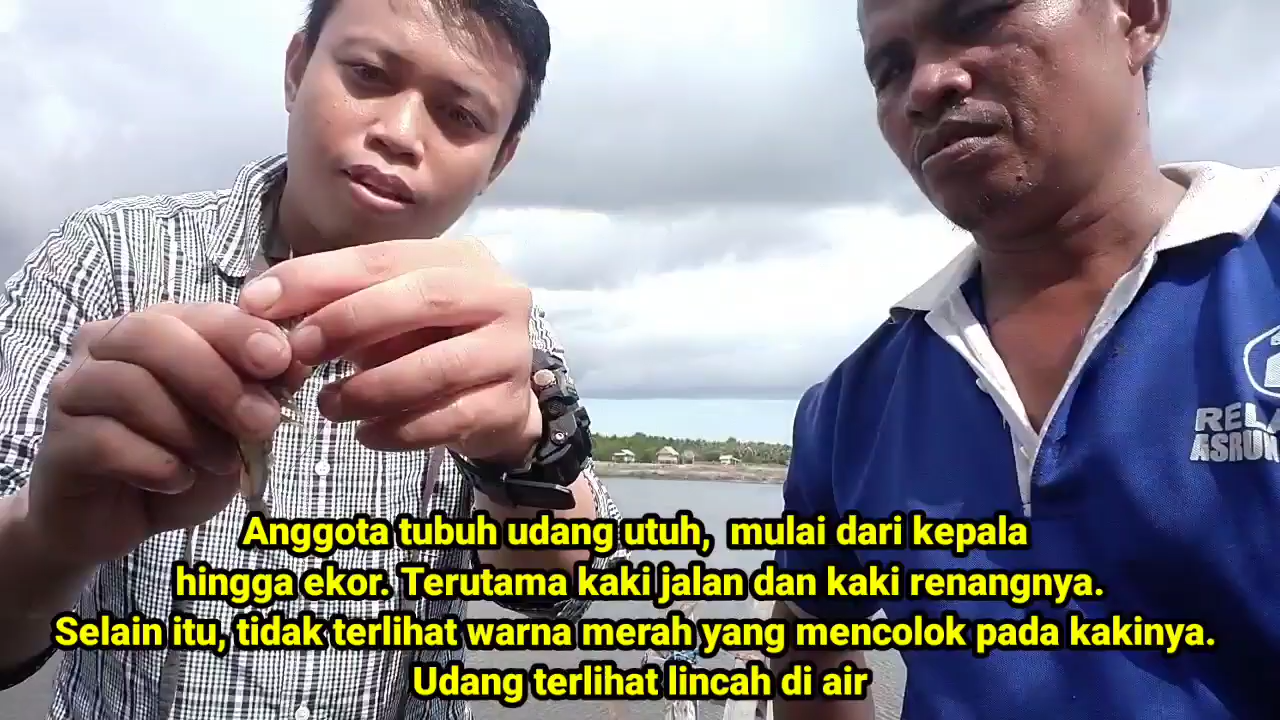 Anggota tubuh udang utuh, mulai dari kepala
hingga ekor. Terutama kaki jalan dan kaki renangnya.
Selain itu, tidak terlihat warna merah yang mencolok pada kakinya.
Udang terlihat lincah di air